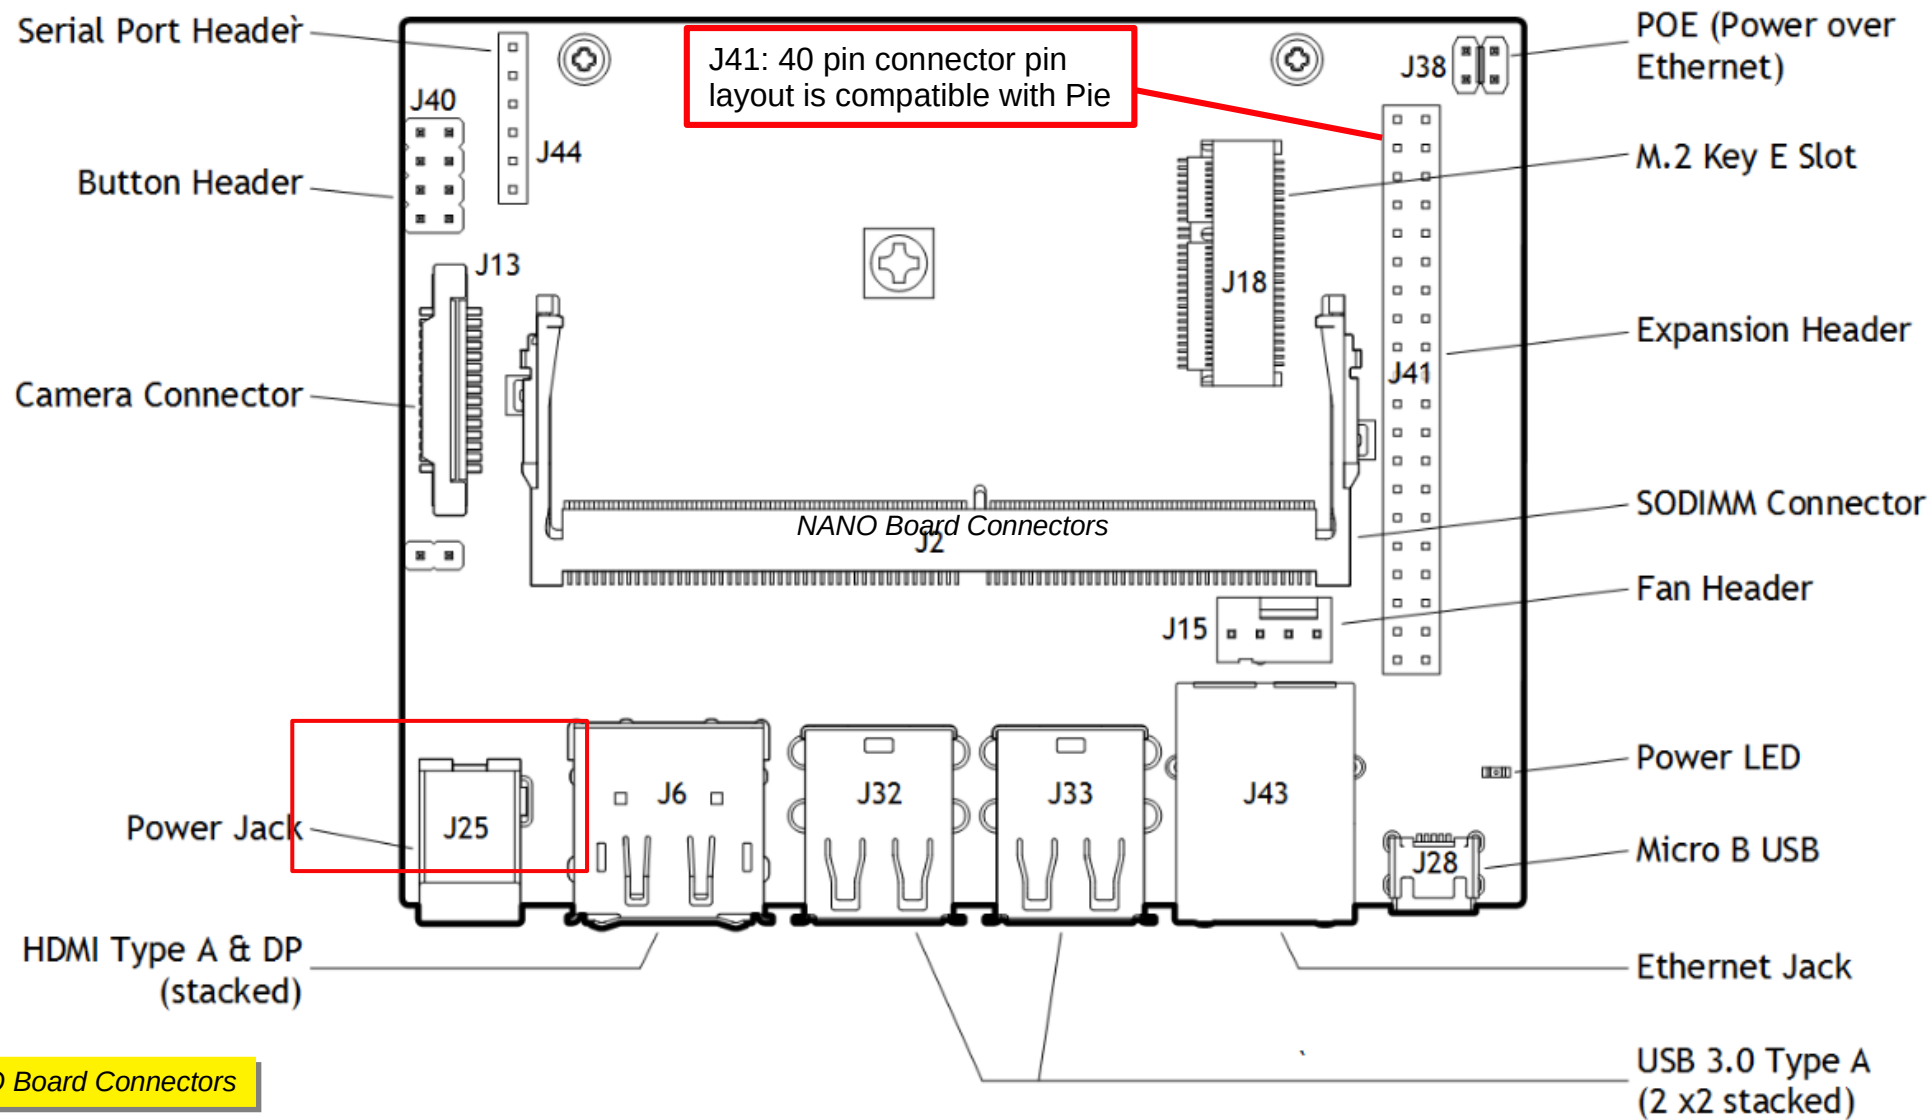 Serial Port Header
POE (Power over
Ethernet)
J41: 40 pin connector pin
layout is compatible with Pie
J38
J40
J44
Button Header
M.2 Key E Slot
J13
J18
Expansion Header
J41
Camera Connector
SODIMM Connector
NANO Board Connectors
J2
Fan Header
J15
Power LED
J6
J32
J33
J43
Power Jack
J25
Micro B USB
J28
HDMI Type A & DP
(stacked)
Ethernet Jack
USB 3.0 Type A
(2 x2 stacked)
Board Connectors